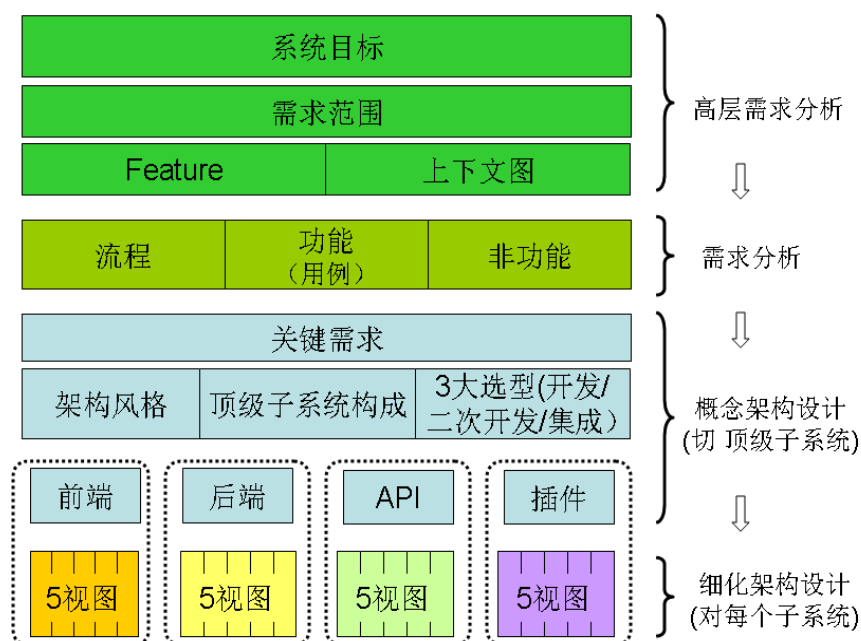 系统目标
需求范围
Feature
上下文图
高层需求分析
流程
功能
（用例）
非功能
需求分析
关键需求
架构风格
顶级子系统构成
3大选型(开发/
二次开发/集成）
概念架构设计
(切 顶级子系统)
前端
后端
API
插件
5视图
5视图
5视图
5视图
细化架构设计
(对每个子系统)